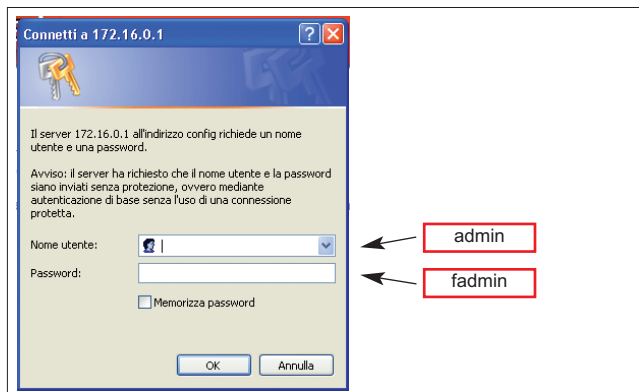 Connetti a 172.16.0.1
Il server 172.16.0.1 all'indirizzo config richiede un nome
utente e una password.
Avviso: il server ha richiesto che il nome utente e la password
siano inviati senza protezione, ovvero mediante
autenticazione di base senza l'uso di una connessione
protetta.
Nome utente:
admin
Password:
fadmin
Memorizza password
OK
Annulla